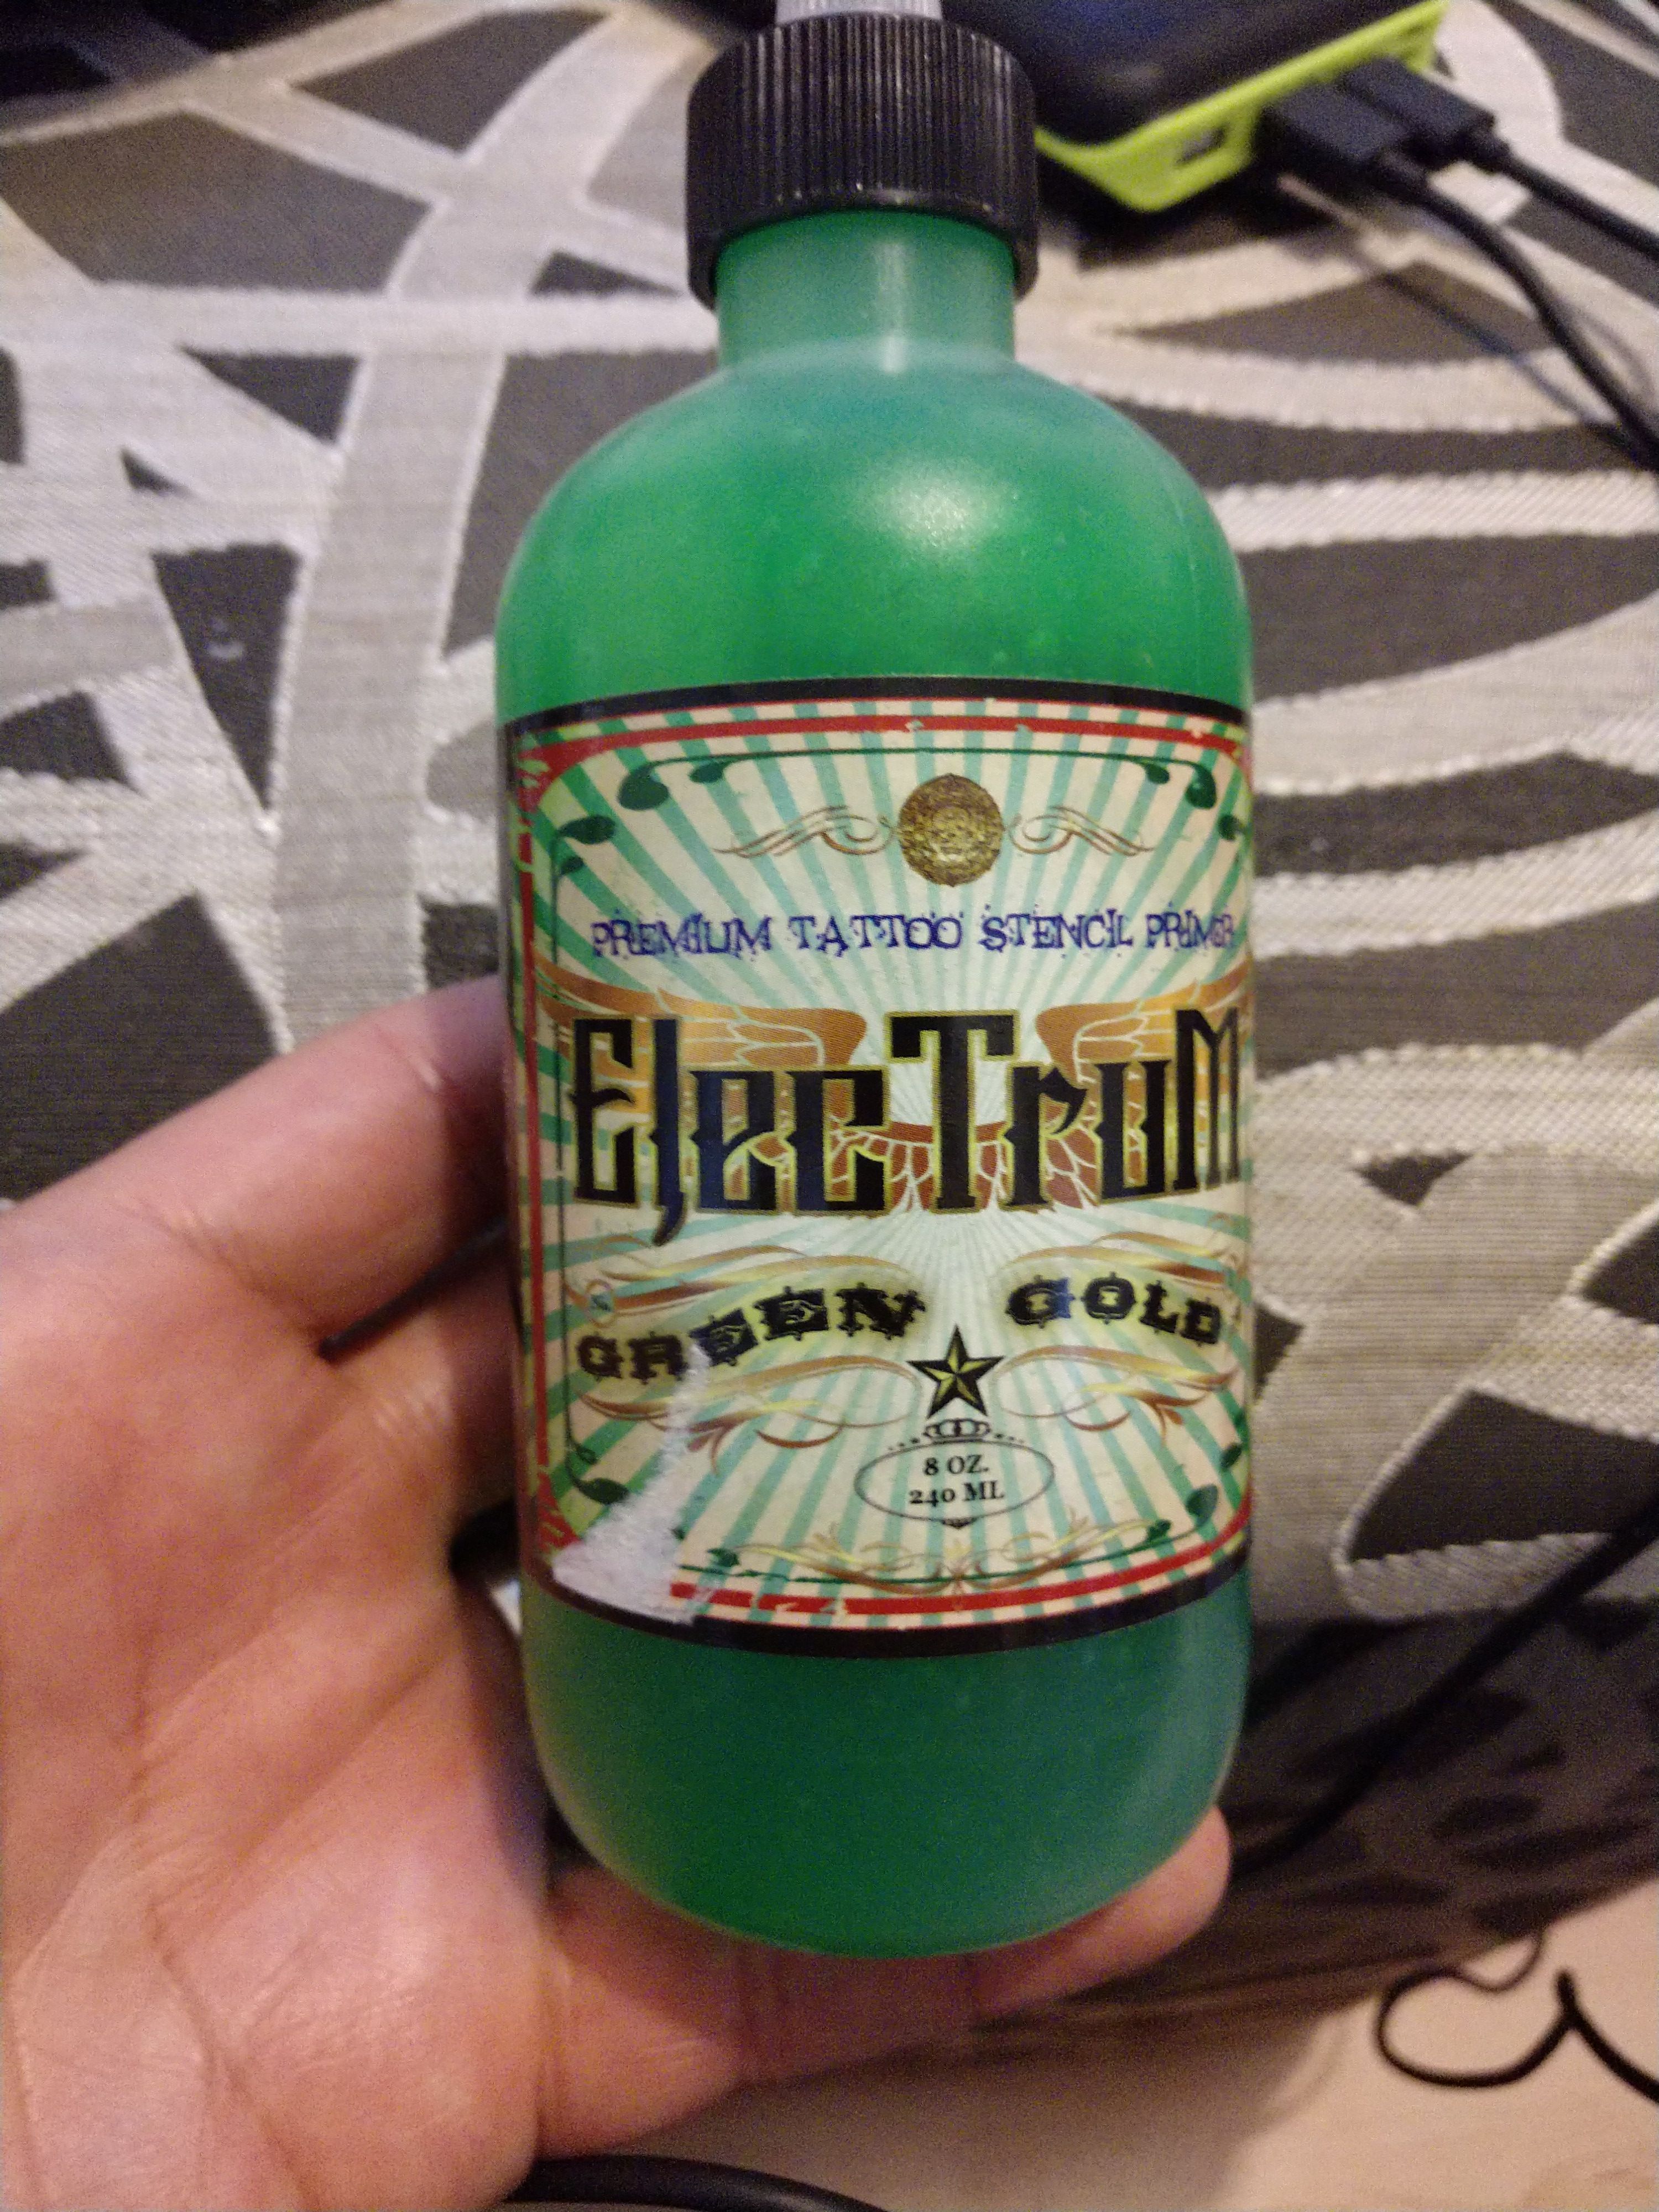 PREMIUM TATTOO STENCIL PRIMER
ElecTruM
GREEN GOLD
8 OZ.
240 ML